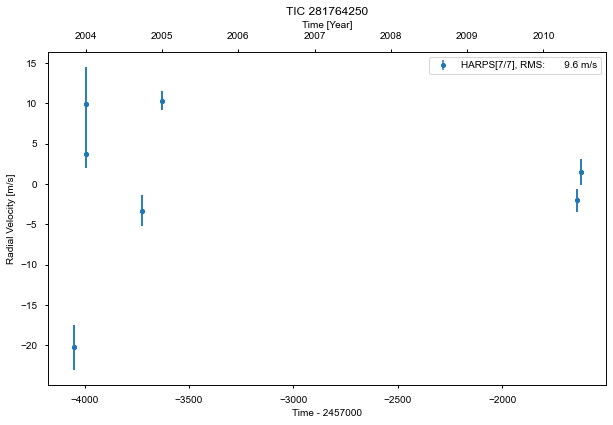 TIC 281764250
Time [Year]
2004 2005 2006 2007 2008 2009 2010
HARPS[7/7], RMS: 9.6 m/s
15
10
5
0
−5
−10
−15
−20
Radial Velocity [m/s]
−4000 −3500 −3000 −2500 −2000
Time - 2457000